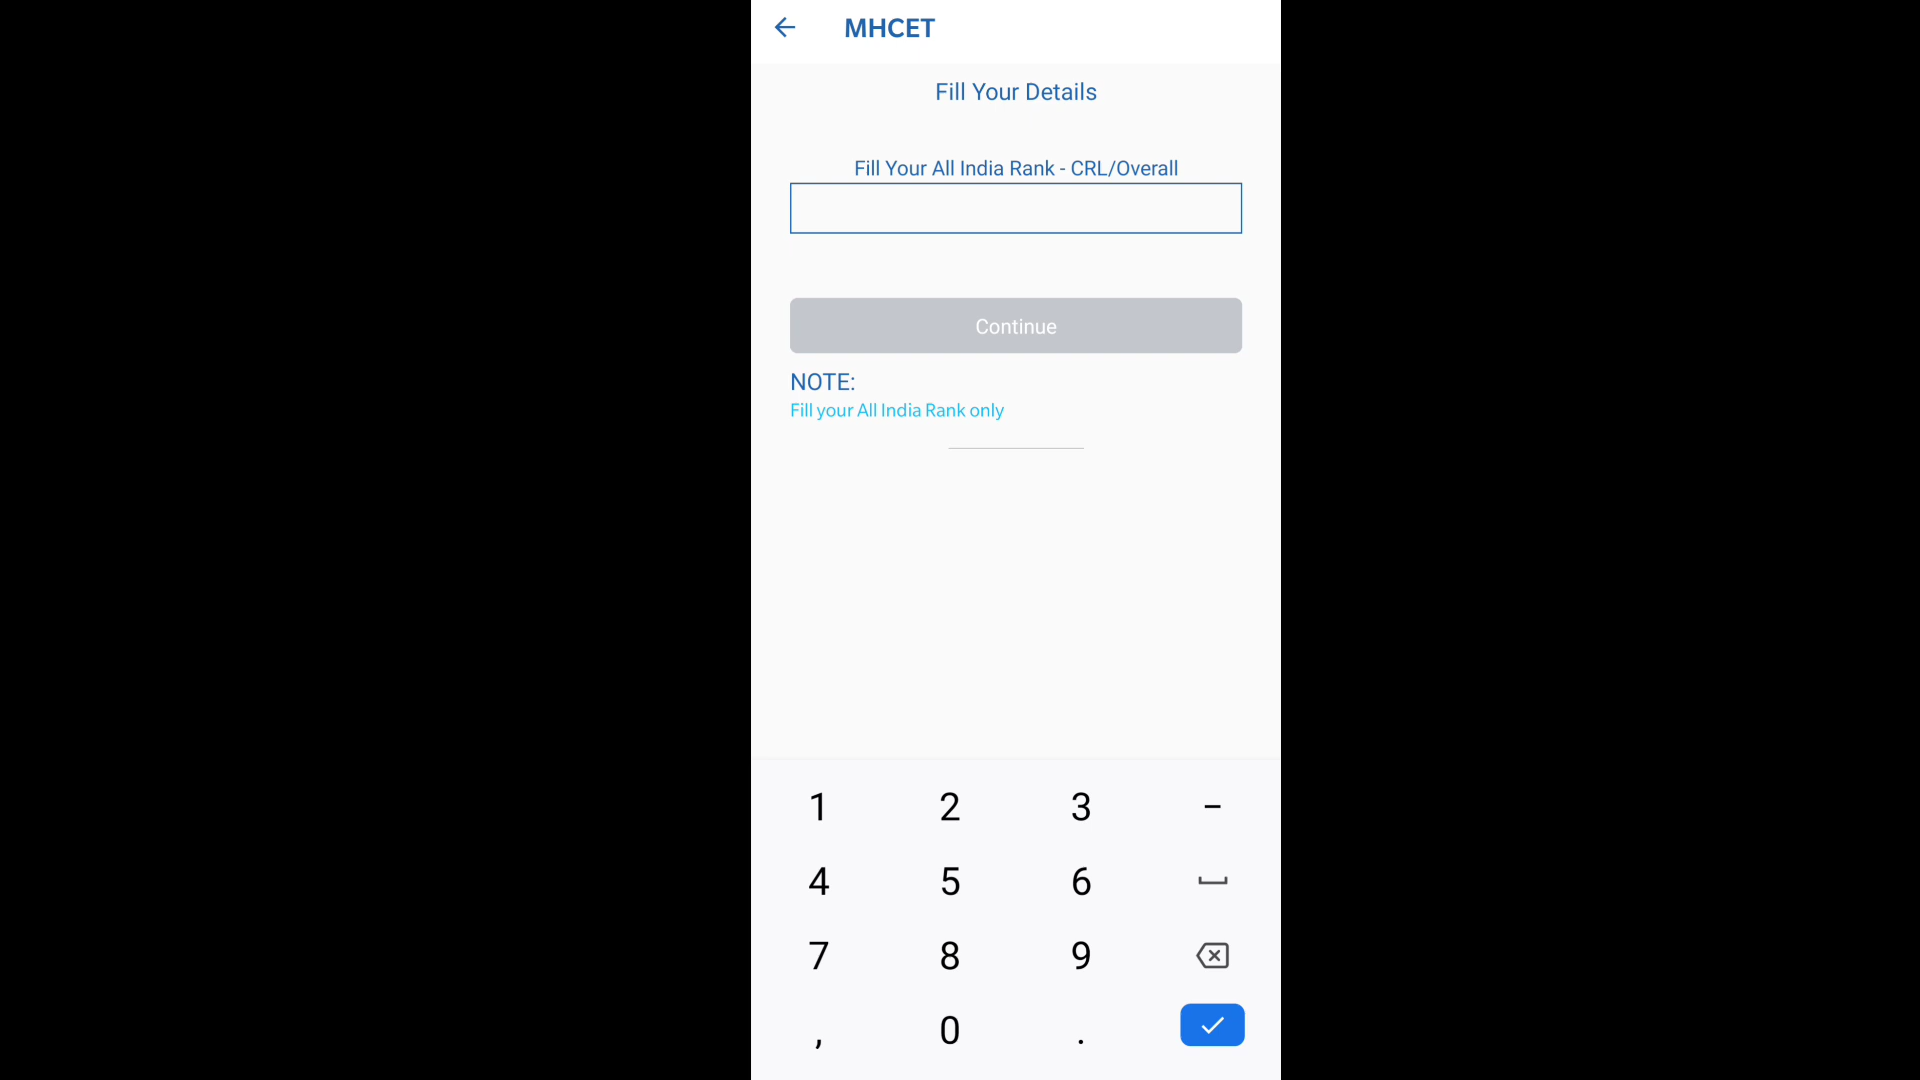 MHCET
Fill Your Details
Fill Your All India Rank - CRL/Overall
Continue
NOTE:
Fill your All India Rank only
1 2 3 -
4 5 6
7 8 9
, 0 .